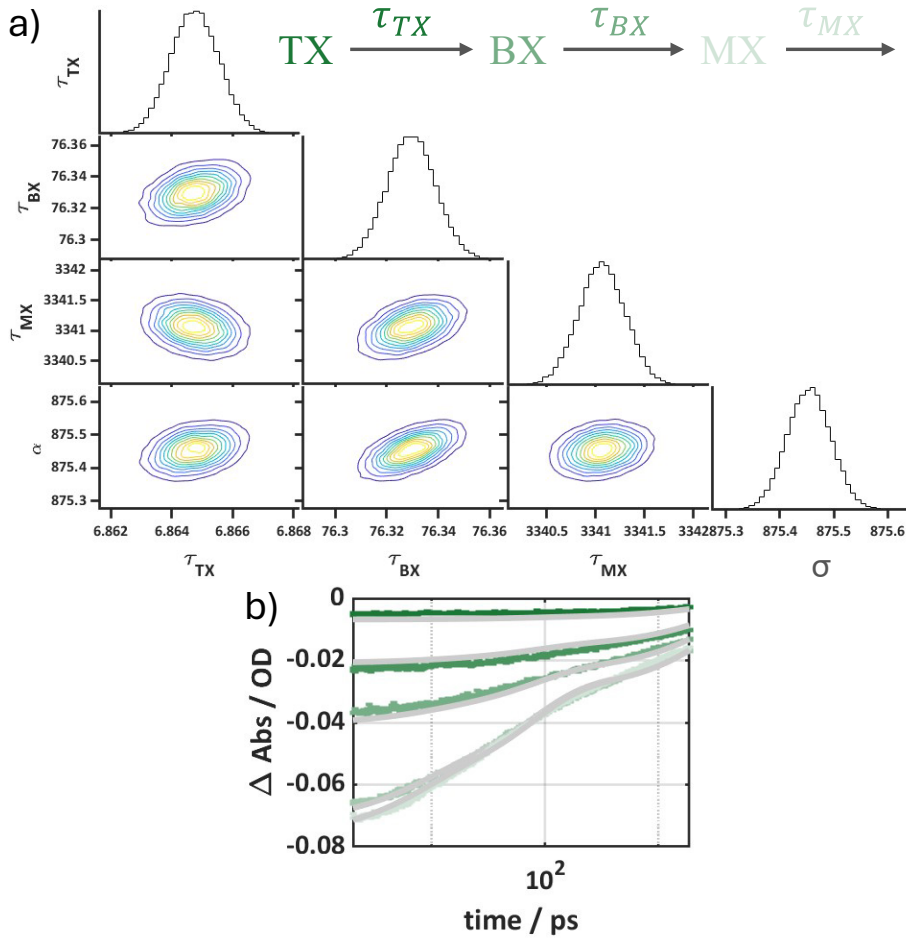 a)
TX τ_TX BX τ_BX MX τ_MX
τ_TX
76.36
76.34
76.32
76.3
τ_BX
3342
3341.5
3341
3340.5
τ_MX
875.6
875.5
875.4
875.3
α
6.862 6.864 6.866 6.868 76.3 76.32 76.34 76.36 3340.5 3341 3341.5 3342 875.3 875.4 875.5 875.6
τ_TX τ_BX τ_MX σ
b)
0
-0.02
-0.04
-0.06
-0.08
Δ Abs / OD
10^2
time / ps